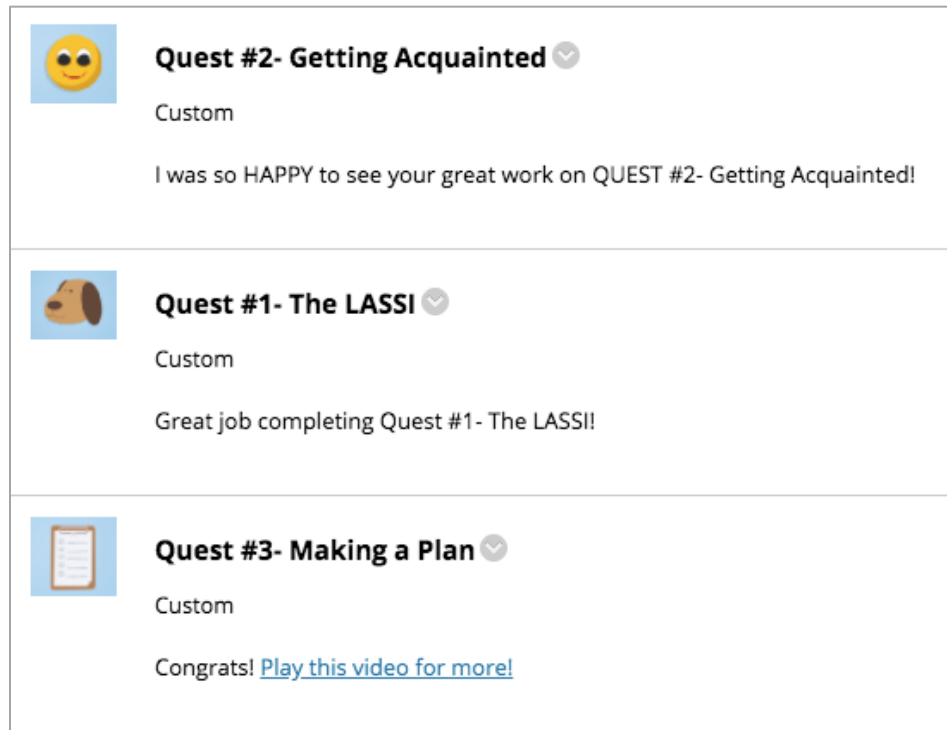 Quest #2- Getting Acquainted
Custom
I was so HAPPY to see your great work on QUEST #2- Getting Acquainted!
Quest #1- The LASSI
Custom
Great job completing Quest #1- The LASSI!
Quest #3- Making a Plan
Custom
Congrats! Play this video for more!